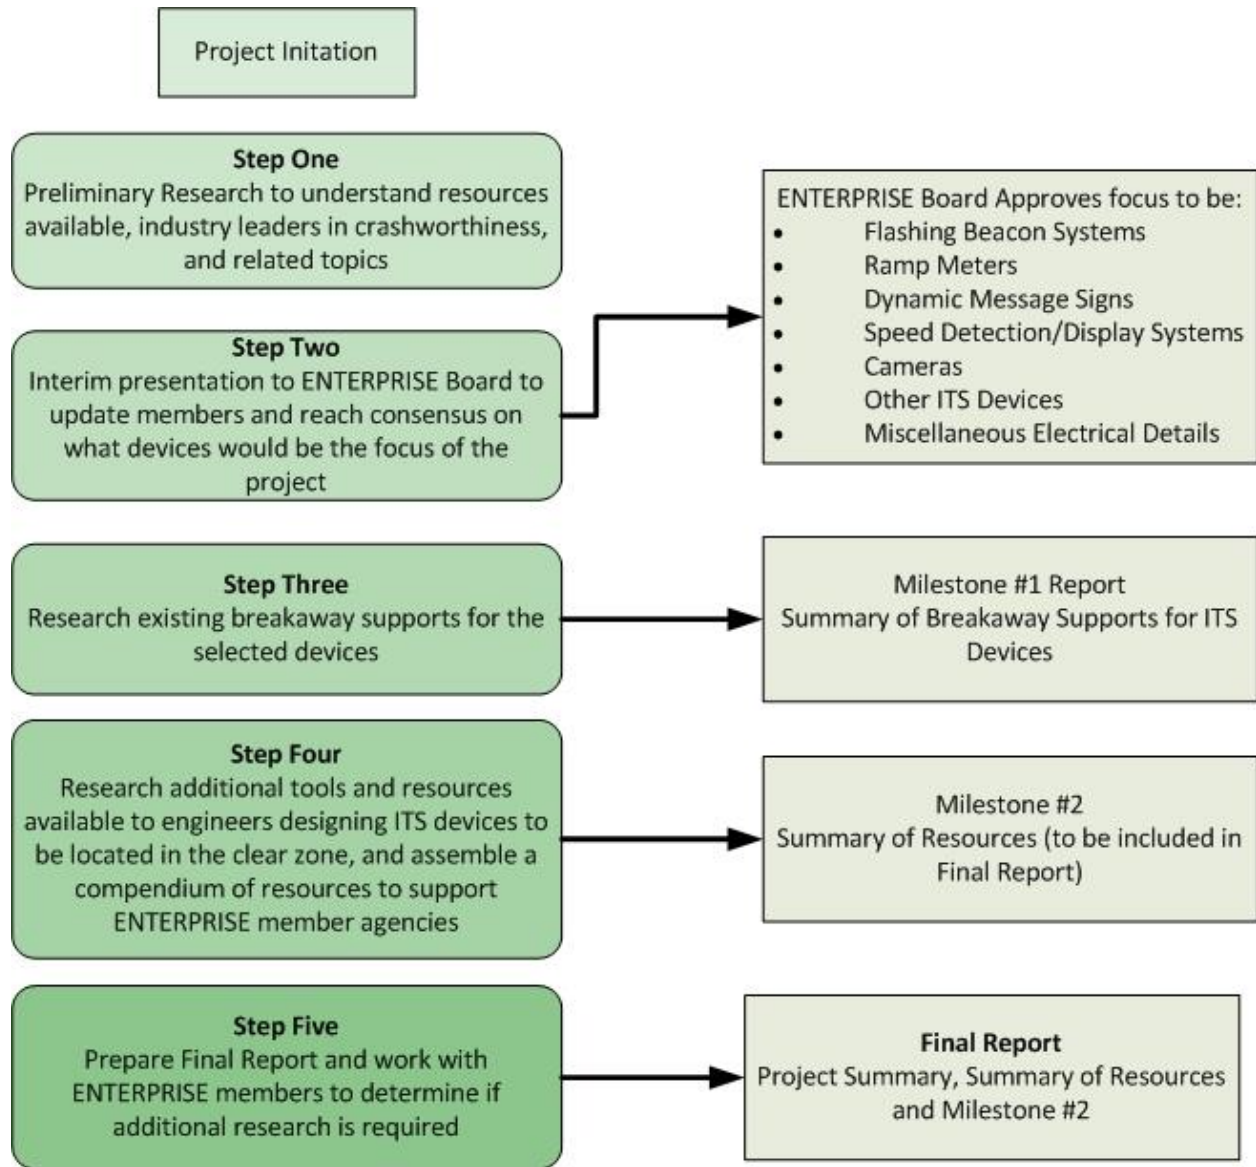 Project Initation
Step One
Preliminary Research to understand resources
available, industry leaders in crashworthiness,
and related topics
Step Two
Interim presentation to ENTERPRISE Board to
update members and reach consensus on
what devices would be the focus of the
project
ENTERPRISE Board Approves focus to be:
• Flashing Beacon Systems
• Ramp Meters
• Dynamic Message Signs
• Speed Detection/Display Systems
• Cameras
• Other ITS Devices
• Miscellaneous Electrical Details
Step Three
Research existing breakaway supports for the
selected devices
Milestone #1 Report
Summary of Breakaway Supports for ITS
Devices
Step Four
Research additional tools and resources
available to engineers designing ITS devices to
be located in the clear zone, and assemble a
compendium of resources to support
ENTERPRISE member agencies
Milestone #2
Summary of Resources (to be included in
Final Report)
Step Five
Prepare Final Report and work with
ENTERPRISE members to determine if
additional research is required
Final Report
Project Summary, Summary of Resources
and Milestone #2